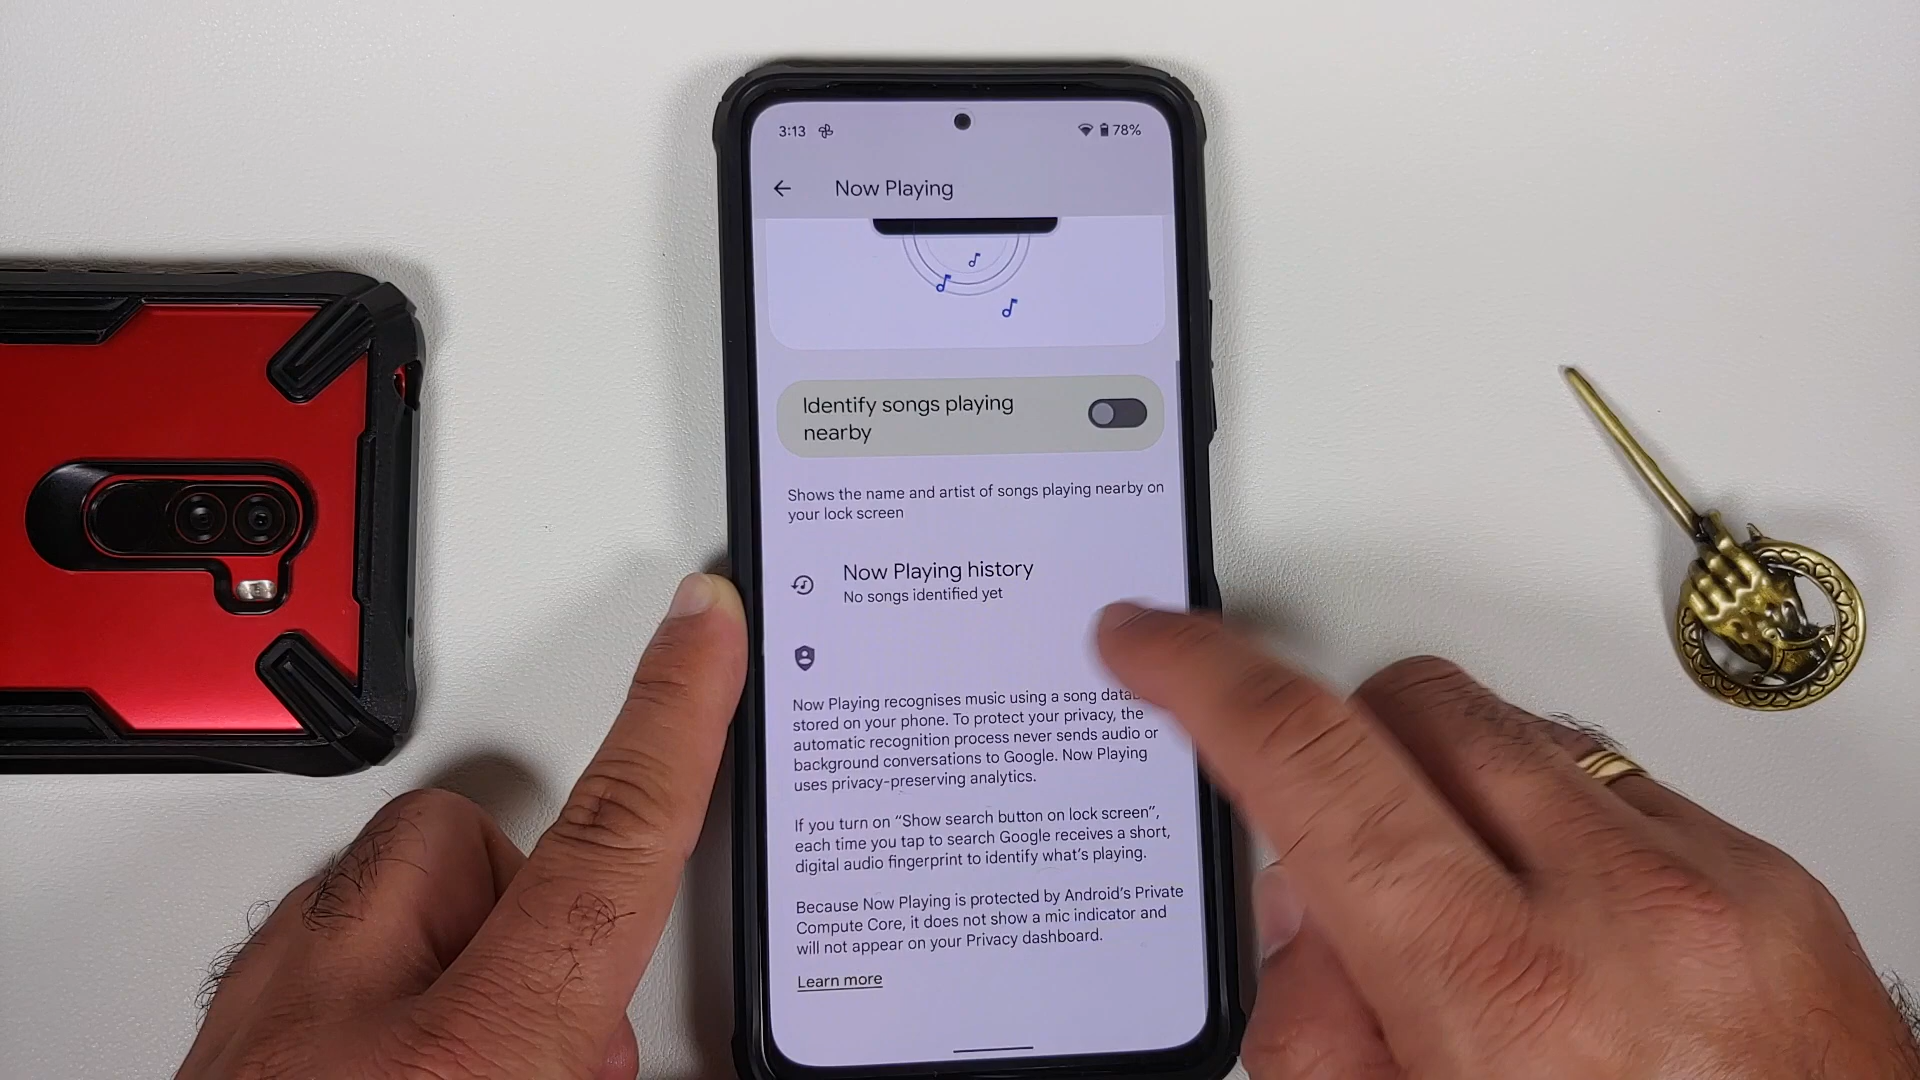 3:13
78%
Now Playing
Identify songs playing
nearby
Shows the name and artist of songs playing nearby on
your lock screen
Now Playing history
No songs identified yet
Now Playing recognises music using a song
stored on your phone. To protect your privacy, the
automatic recognition process never sends audio or
background conversations to Google. Now Playing
uses privacy-preserving analytics.
If you turn on “Show search button on lock screen”,
each time you tap to search Google receives a short,
digital audio fingerprint to identify what's playing.
Because Now Playing is protected by Android's Private
Compute Core, it does not show a mic indicator and
will not appear on your Privacy dashboard.
Learn more